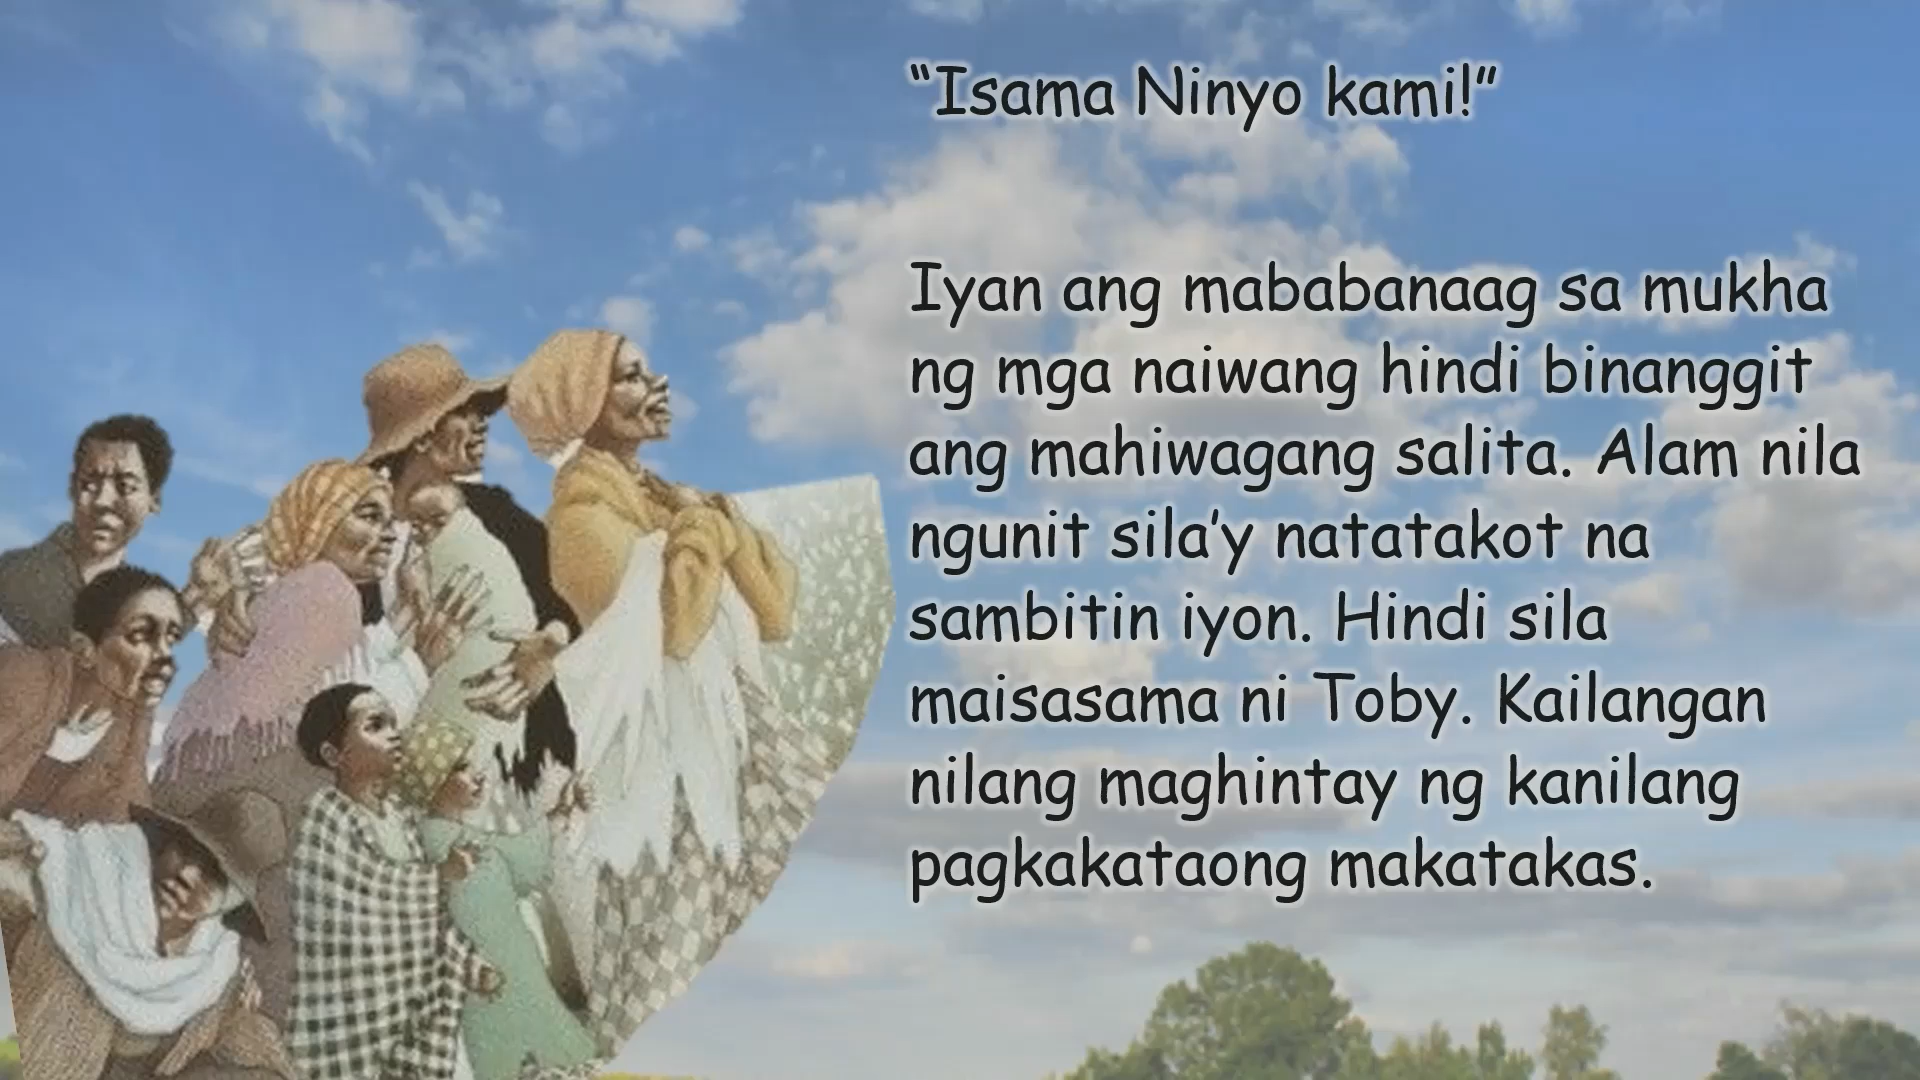 “Isama Ninyo kami!”
Iyan ang mababanaag sa mukha
ng mga naiwang hindi binanggit
ang mahiwagang salita. Alam nila
ngunit sila’y natatakot na
sambitin iyon. Hindi sila
maisasama ni Toby. Kailangan
nilang maghintay ng kanilang
pagkakataong makatakas.